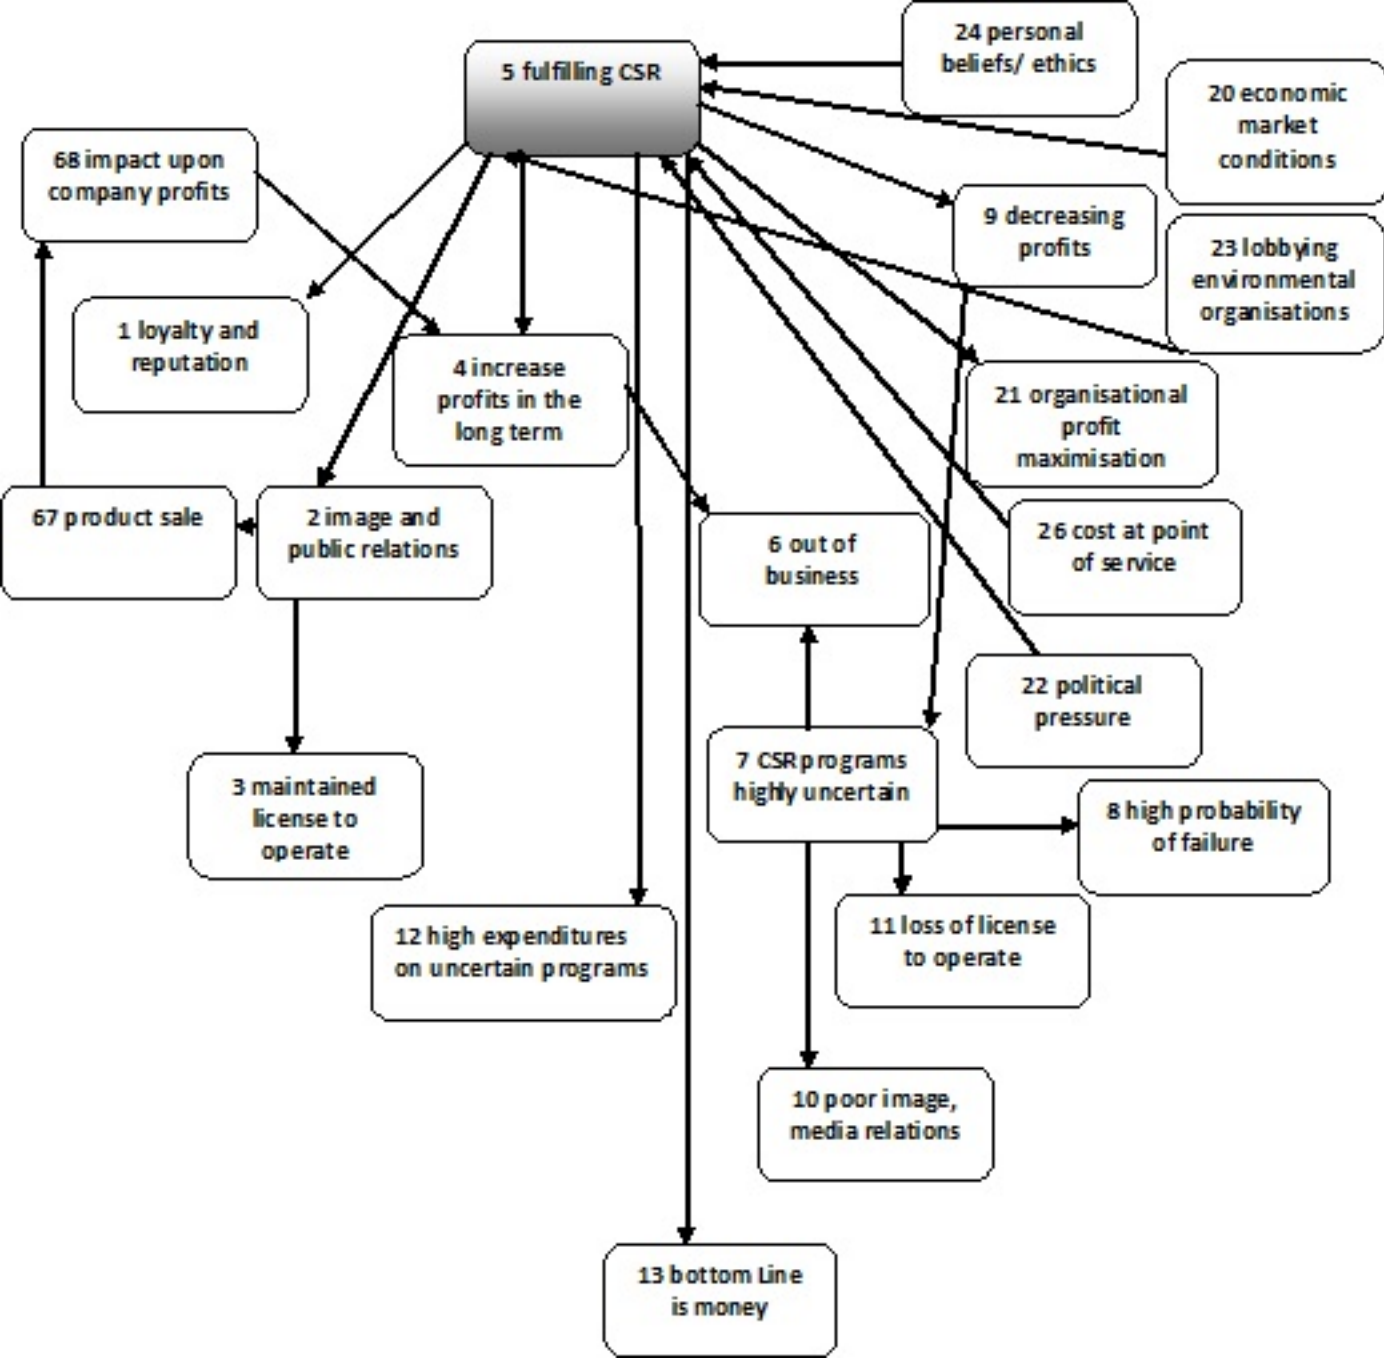 24 personal
beliefs/ ethics
5 fulfilling CSR
20 economic
market
conditions
68 impact upon
company profits
9 decreasing
profits
23 lobbying
environmental
organisations
1 loyalty and
reputation
4 increase
profits in the
long term
21 organisational
profit
maximisation
67 product sale
2 image and
public relations
6 out of
business
26 cost at point
of service
22 political
pressure
7 CSR programs
highly uncertain
3 maintained
license to
operate
8 high probability
of failure
12 high expenditures
on uncertain programs
11 loss of license
to operate
10 poor image,
media relations
13 bottom Line
is money